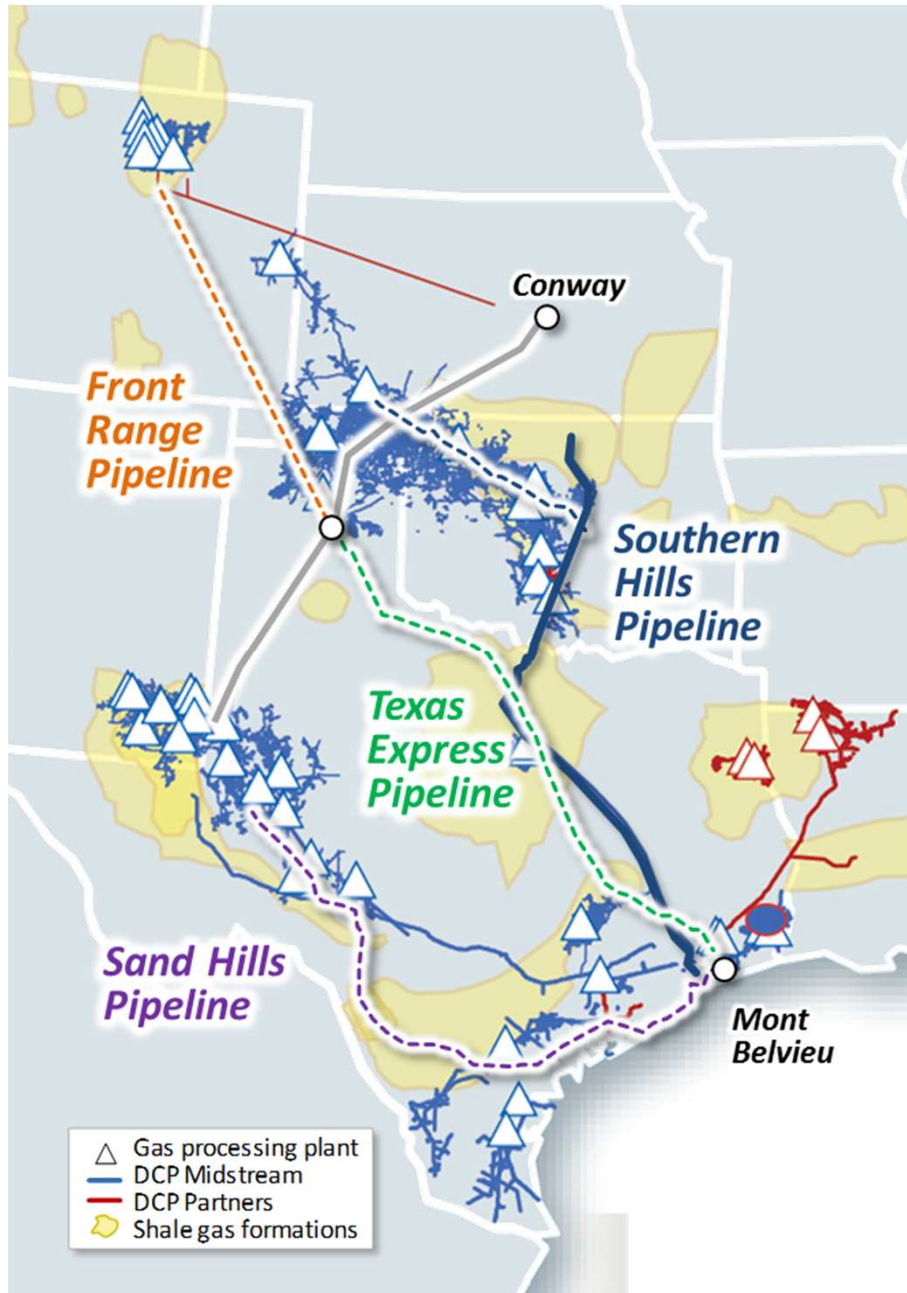 Conway
Front
Range
Pipeline
Southern
Hills
Pipeline
Texas
Express
Pipeline
Sand Hills
Pipeline
Mont
Belvieu
Gas processing plant
DCP Midstream
DCP Partners
Shale gas formations